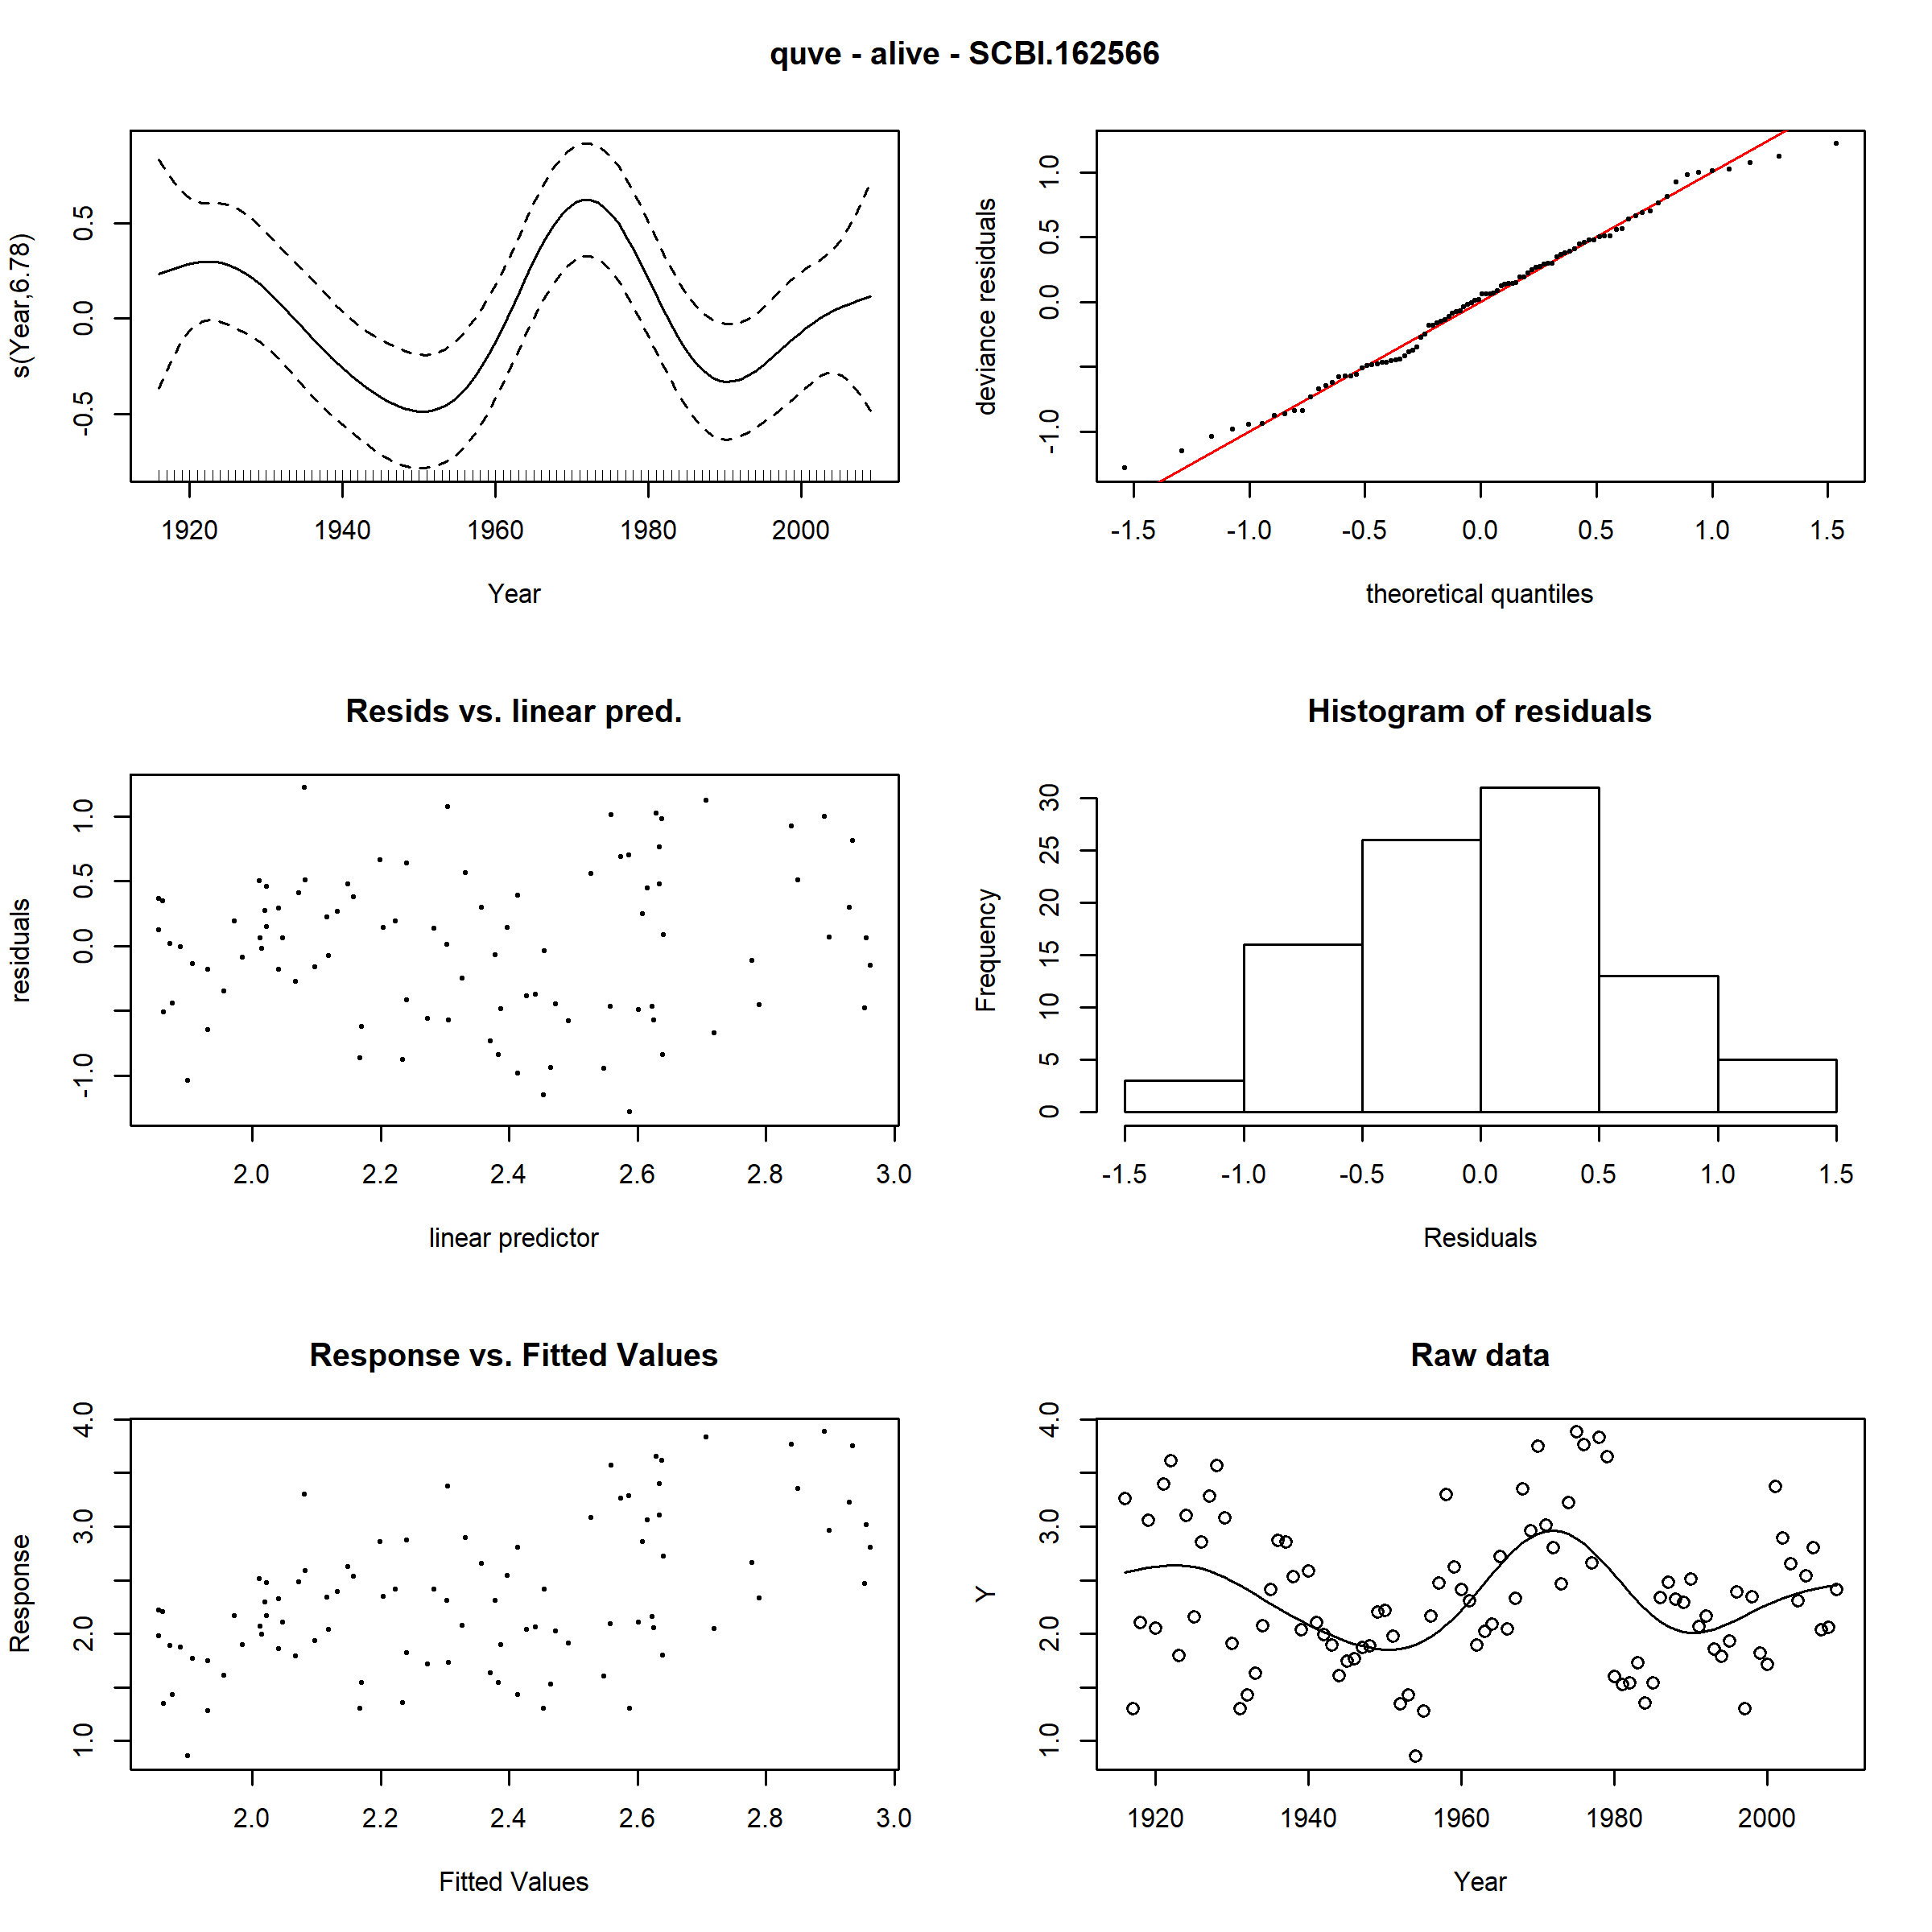 quve - alive - SCBI.162566
s(Year,6.78)
0.5
0.0
-0.5
1920 1940 1960 1980 2000
Year
deviance residuals
1.0
0.5
0.0
-1.0
-1.5 -1.0 -0.5 0.0 0.5 1.0 1.5
theoretical quantiles
Resids vs. linear pred.
residuals
1.0
0.5
0.0
-1.0
2.0 2.2 2.4 2.6 2.8 3.0
linear predictor
Histogram of residuals
Frequency
30
25
20
15
10
5
0
-1.5 -1.0 -0.5 0.0 0.5 1.0 1.5
Residuals
Response vs. Fitted Values
Response
4.0
3.0
2.0
1.0
2.0 2.2 2.4 2.6 2.8 3.0
Fitted Values
Raw data
Y
4.0
3.0
2.0
1.0
1920 1940 1960 1980 2000
Year